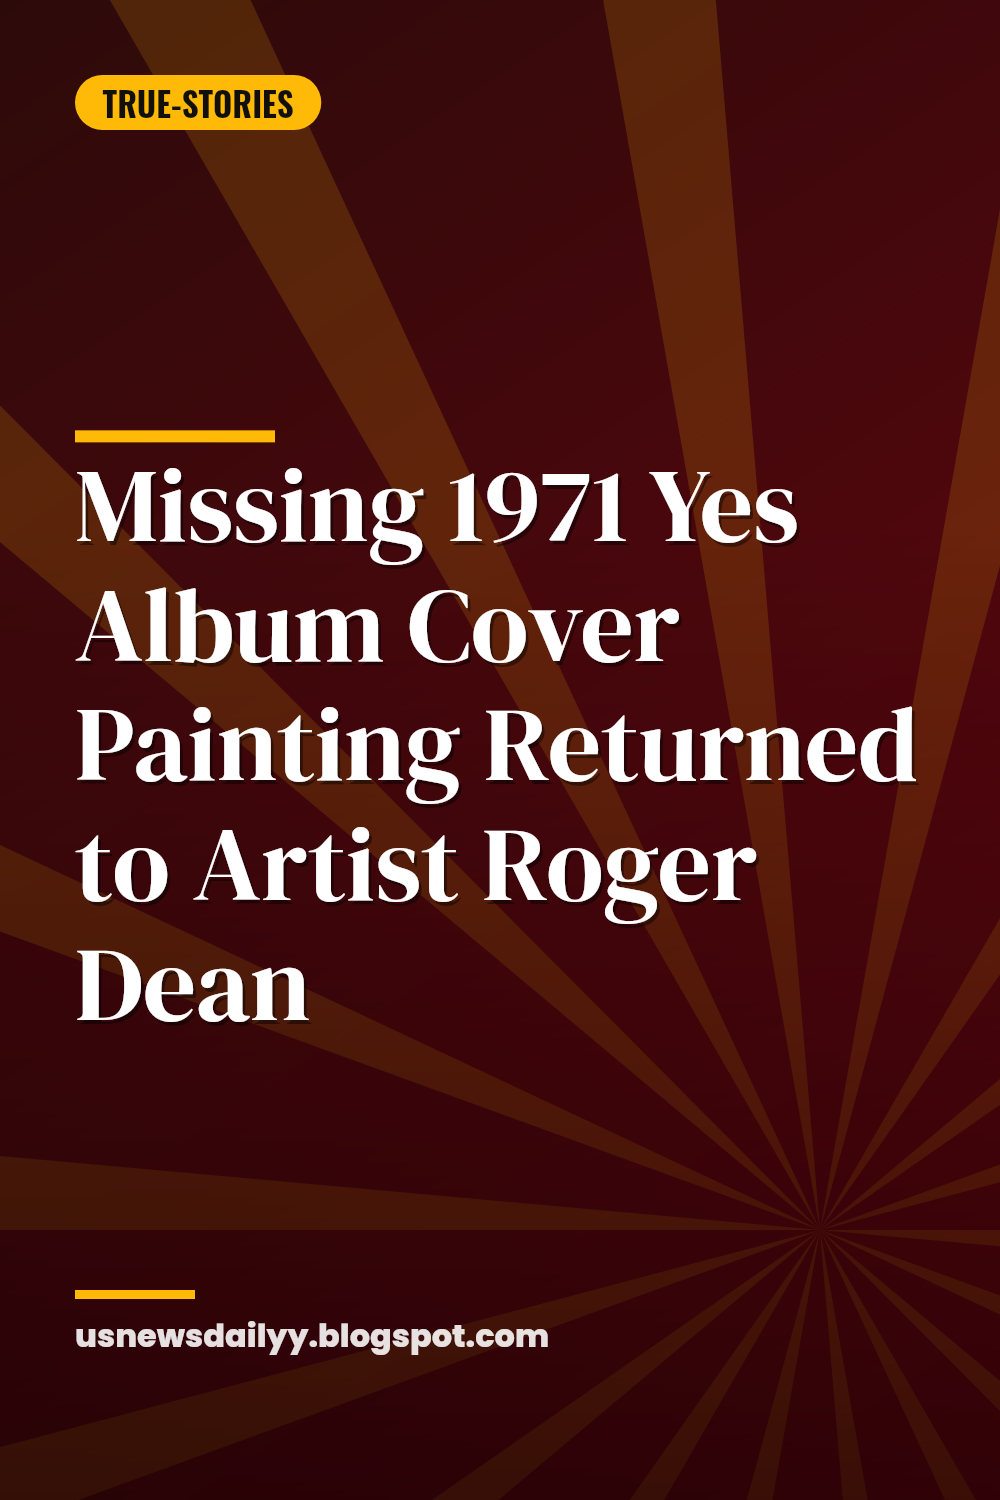 TRUE-STORIES
Missing 1971 Yes
Album Cover
Painting Returned
to Artist Roger
Dean
usnewsdailyy.blogspot.com